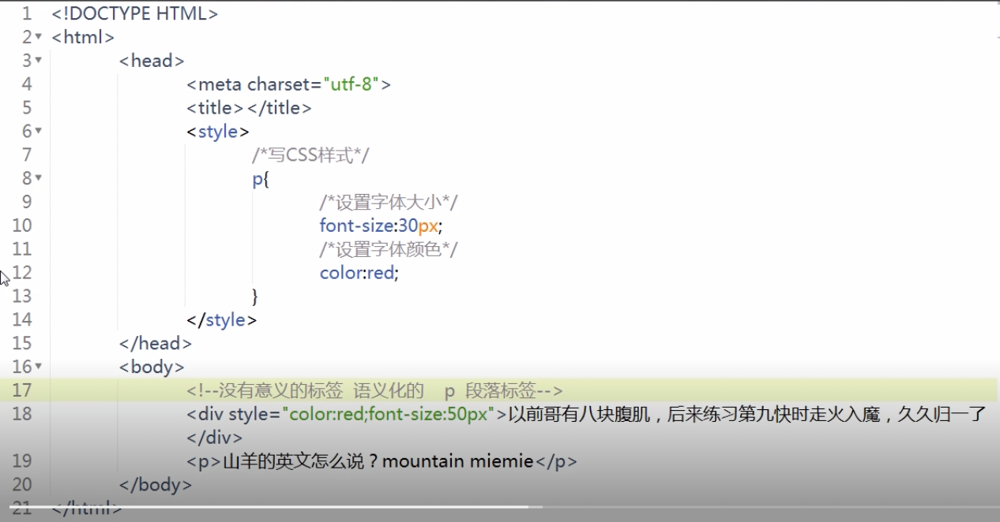 1 <!DOCTYPE HTML>
2 <html>
3 <head>
4 <meta charset="utf-8">
5 <title></title>
6 <style>
7 /*写CSS样式*/
8 p{
9 /*设置字体大小*/
10 font-size:30px;
11 /*设置字体颜色*/
12 color:red;
13 }
14 </style>
15 </head>
16 <body>
17 <!--没有意义的标签 语义化的 p 段落标签-->
18 <div style="color:red;font-size:50px">以前哥有八块腹肌，后来练习第九快时走火入魔，久久归一了
</div>
19 <p>山羊的英文怎么说？mountain miemie</p>
20 </body>
21 </html>